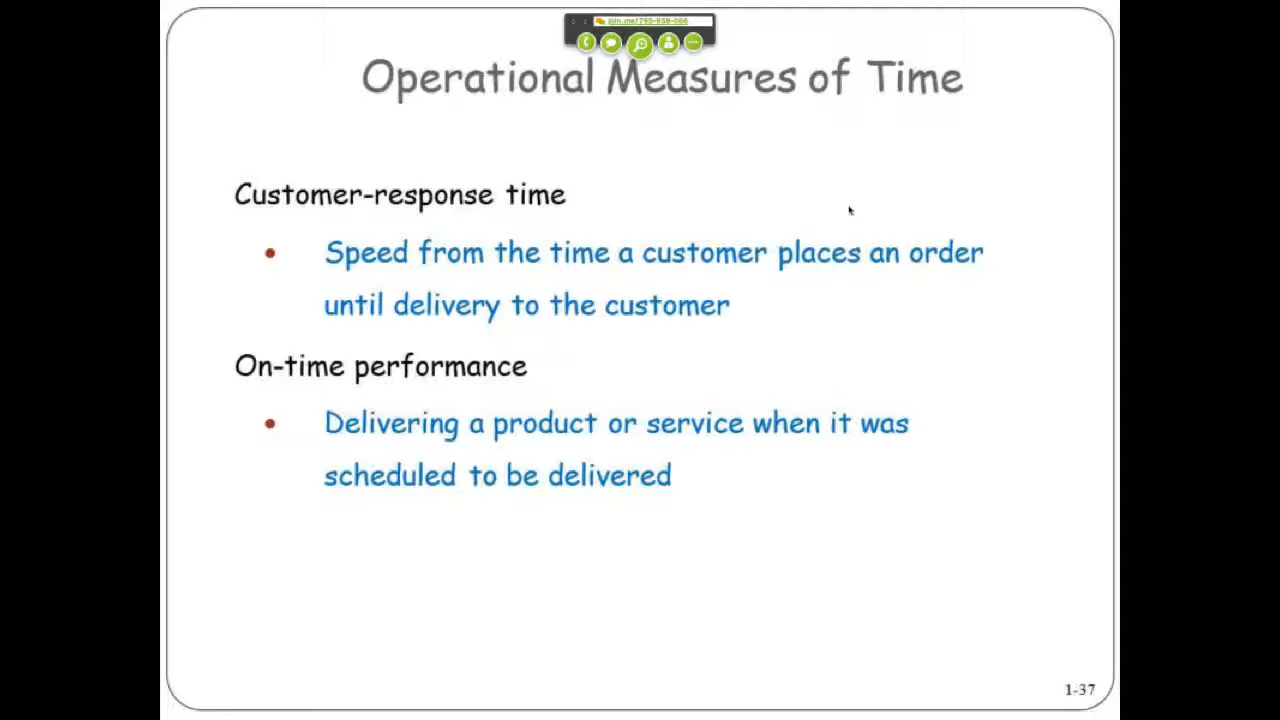 Operational Measures of Time
Customer-response time
Speed from the time a customer places an order
until delivery to the customer
On-time performance
Delivering a product or service when it was
scheduled to be delivered
1-37